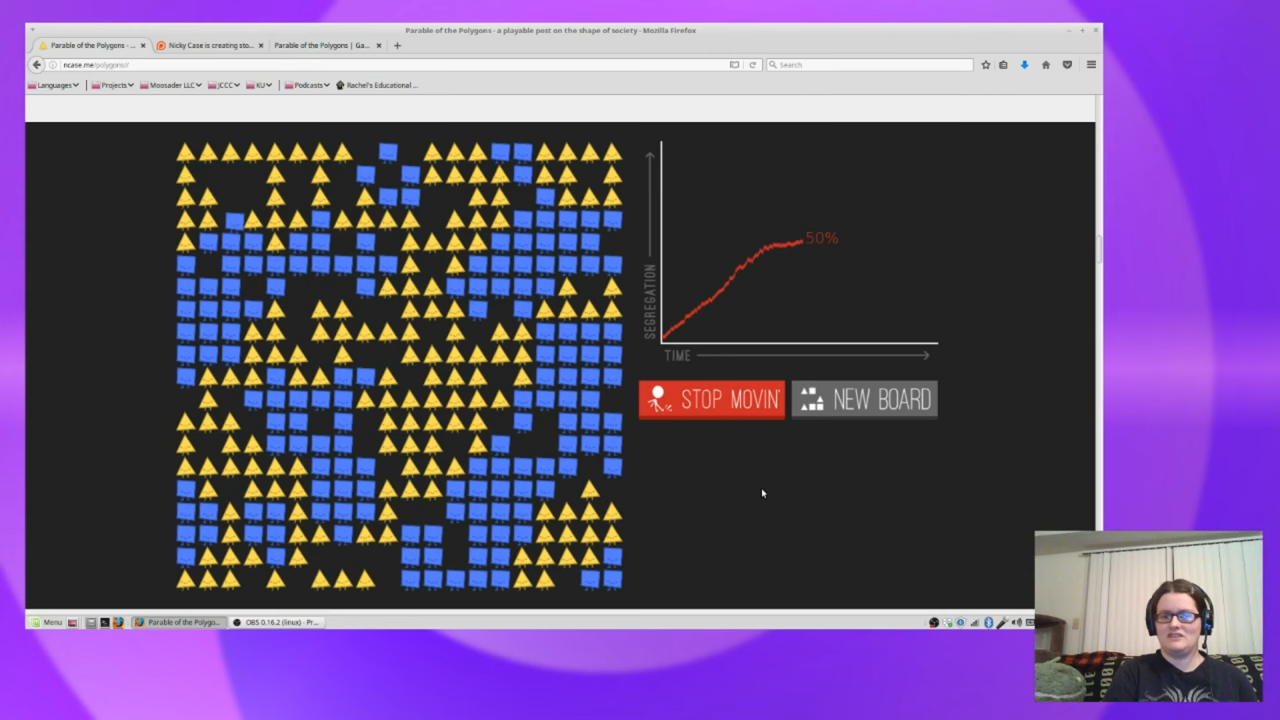 Parable of the Polygons - a playable post on the shape of society - Mozilla Firefox
Parable of the Polygons - ...
Nicky Case is creating sto...
Parable of the Polygons | Ga...
ncase.me/polygons/
Search
Languages
Projects
Moosader LLC
JCCC
KU
Podcasts
Rachel's Educational ...
50%
SEGREGATION
TIME
STOP MOVIN'
NEW BOARD
Menu
Parable of the Polygo...
OBS 0.16.2 (linux) - Pr...